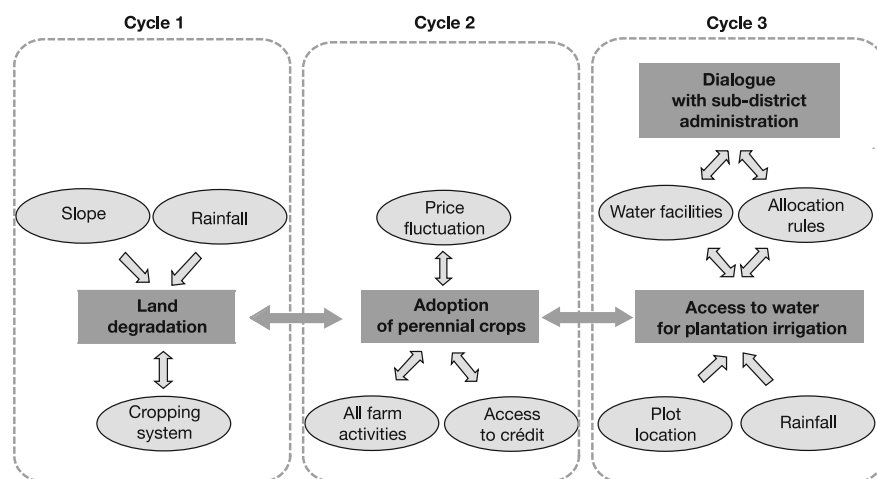 Cycle 1
Cycle 2
Cycle 3
Dialogue
with sub-district
administration
Slope
Rainfall
Price
fluctuation
Water facilities
Allocation
rules
Land
degradation
Adoption
of perennial crops
Access to water
for plantation irrigation
Cropping
system
All farm
activities
Access
to crédit
Plot
location
Rainfall